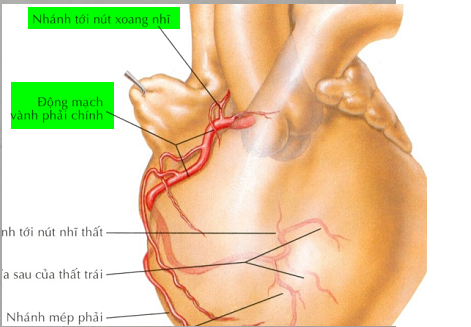 Nhánh tới nút xoang nhĩ
Động mạch
vành phải chính
nh tới nút nhĩ thất
a sau của thất trái
Nhánh mép phải